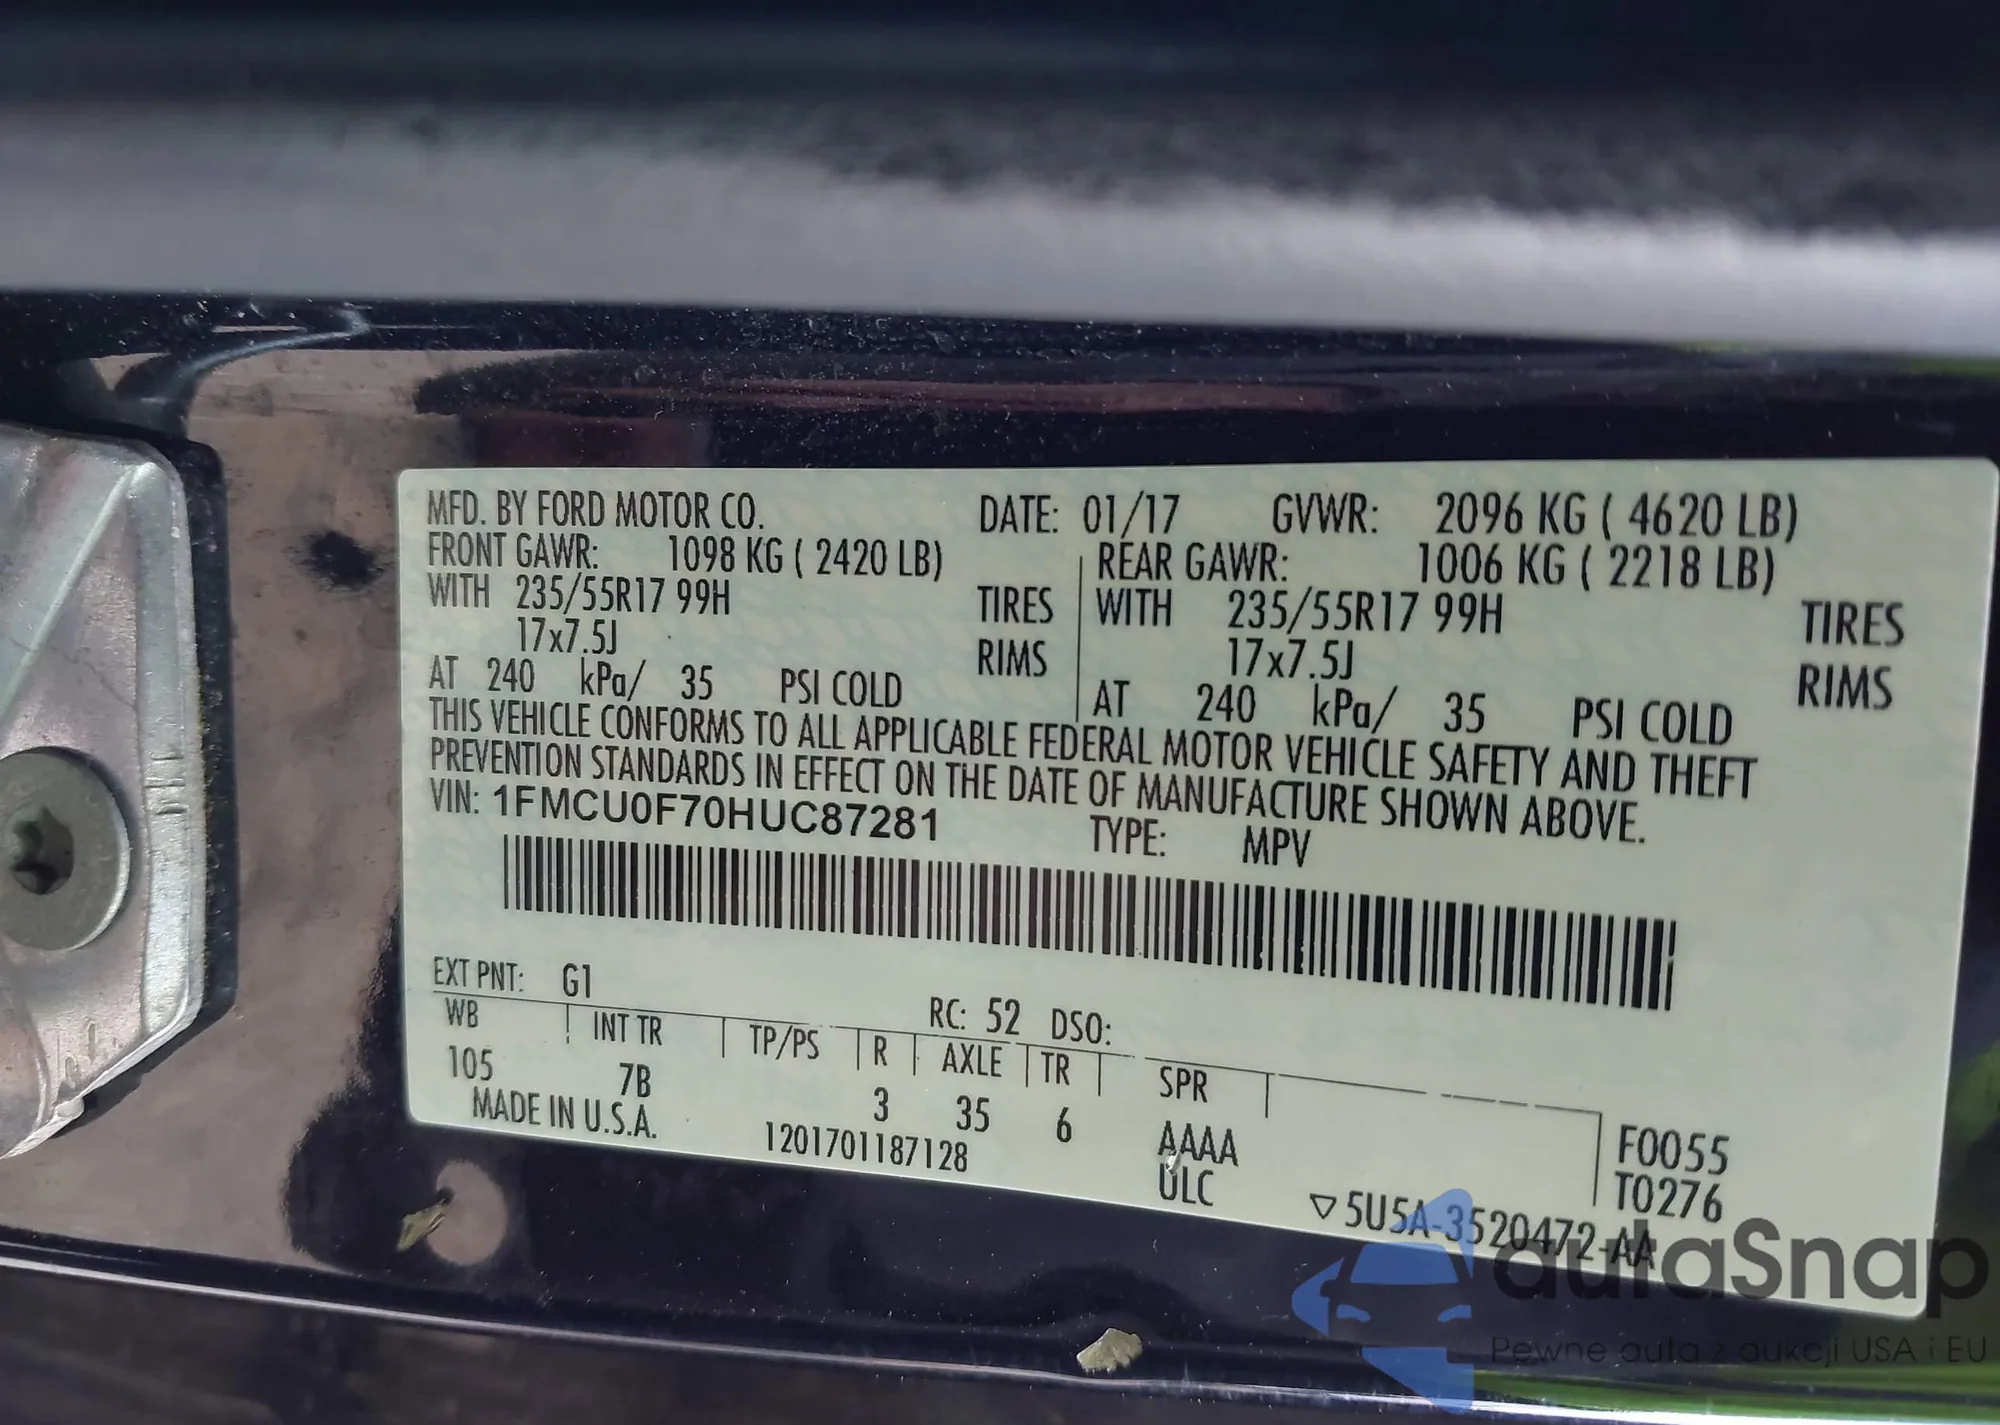 MFD. BY FORD MOTOR CO. DATE: 01/17 GVWR: 2096 KG ( 4620 LB)
FRONT GAWR: 1098 KG ( 2420 LB) REAR GAWR: 1006 KG ( 2218 LB)
WITH 235/55R17 99H TIRES WITH 235/55R17 99H TIRES
17x7.5J RIMS 17x7.5J RIMS
AT 240 kPa/ 35 PSI COLD AT 240 kPa/ 35 PSI COLD
THIS VEHICLE CONFORMS TO ALL APPLICABLE FEDERAL MOTOR VEHICLE SAFETY AND THEFT
PREVENTION STANDARDS IN EFFECT ON THE DATE OF MANUFACTURE SHOWN ABOVE.
VIN: 1FMCU0F70HUC87281 TYPE: MPV
EXT PNT: G1 RC: 52 DSO:
WB INT TR TP/PS R AXLE TR SPR
105 7B 3 35 6 AAAA F0055
MADE IN U.S.A. 1201701187128 ULC T0276
▽5U5A-3520472-AA
autaSnap
Pewne auta z aukcji USA i EU